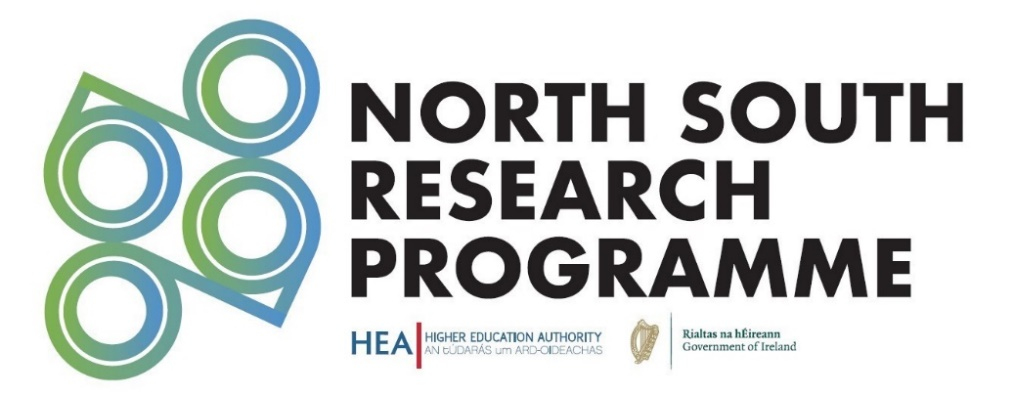 NORTH SOUTH
RESEARCH
PROGRAMME
HEA
HIGHER EDUCATION AUTHORITY
AN tÚDARÁS um ARD-OIDEACHAS
Rialtas na hÉireann
Government of Ireland